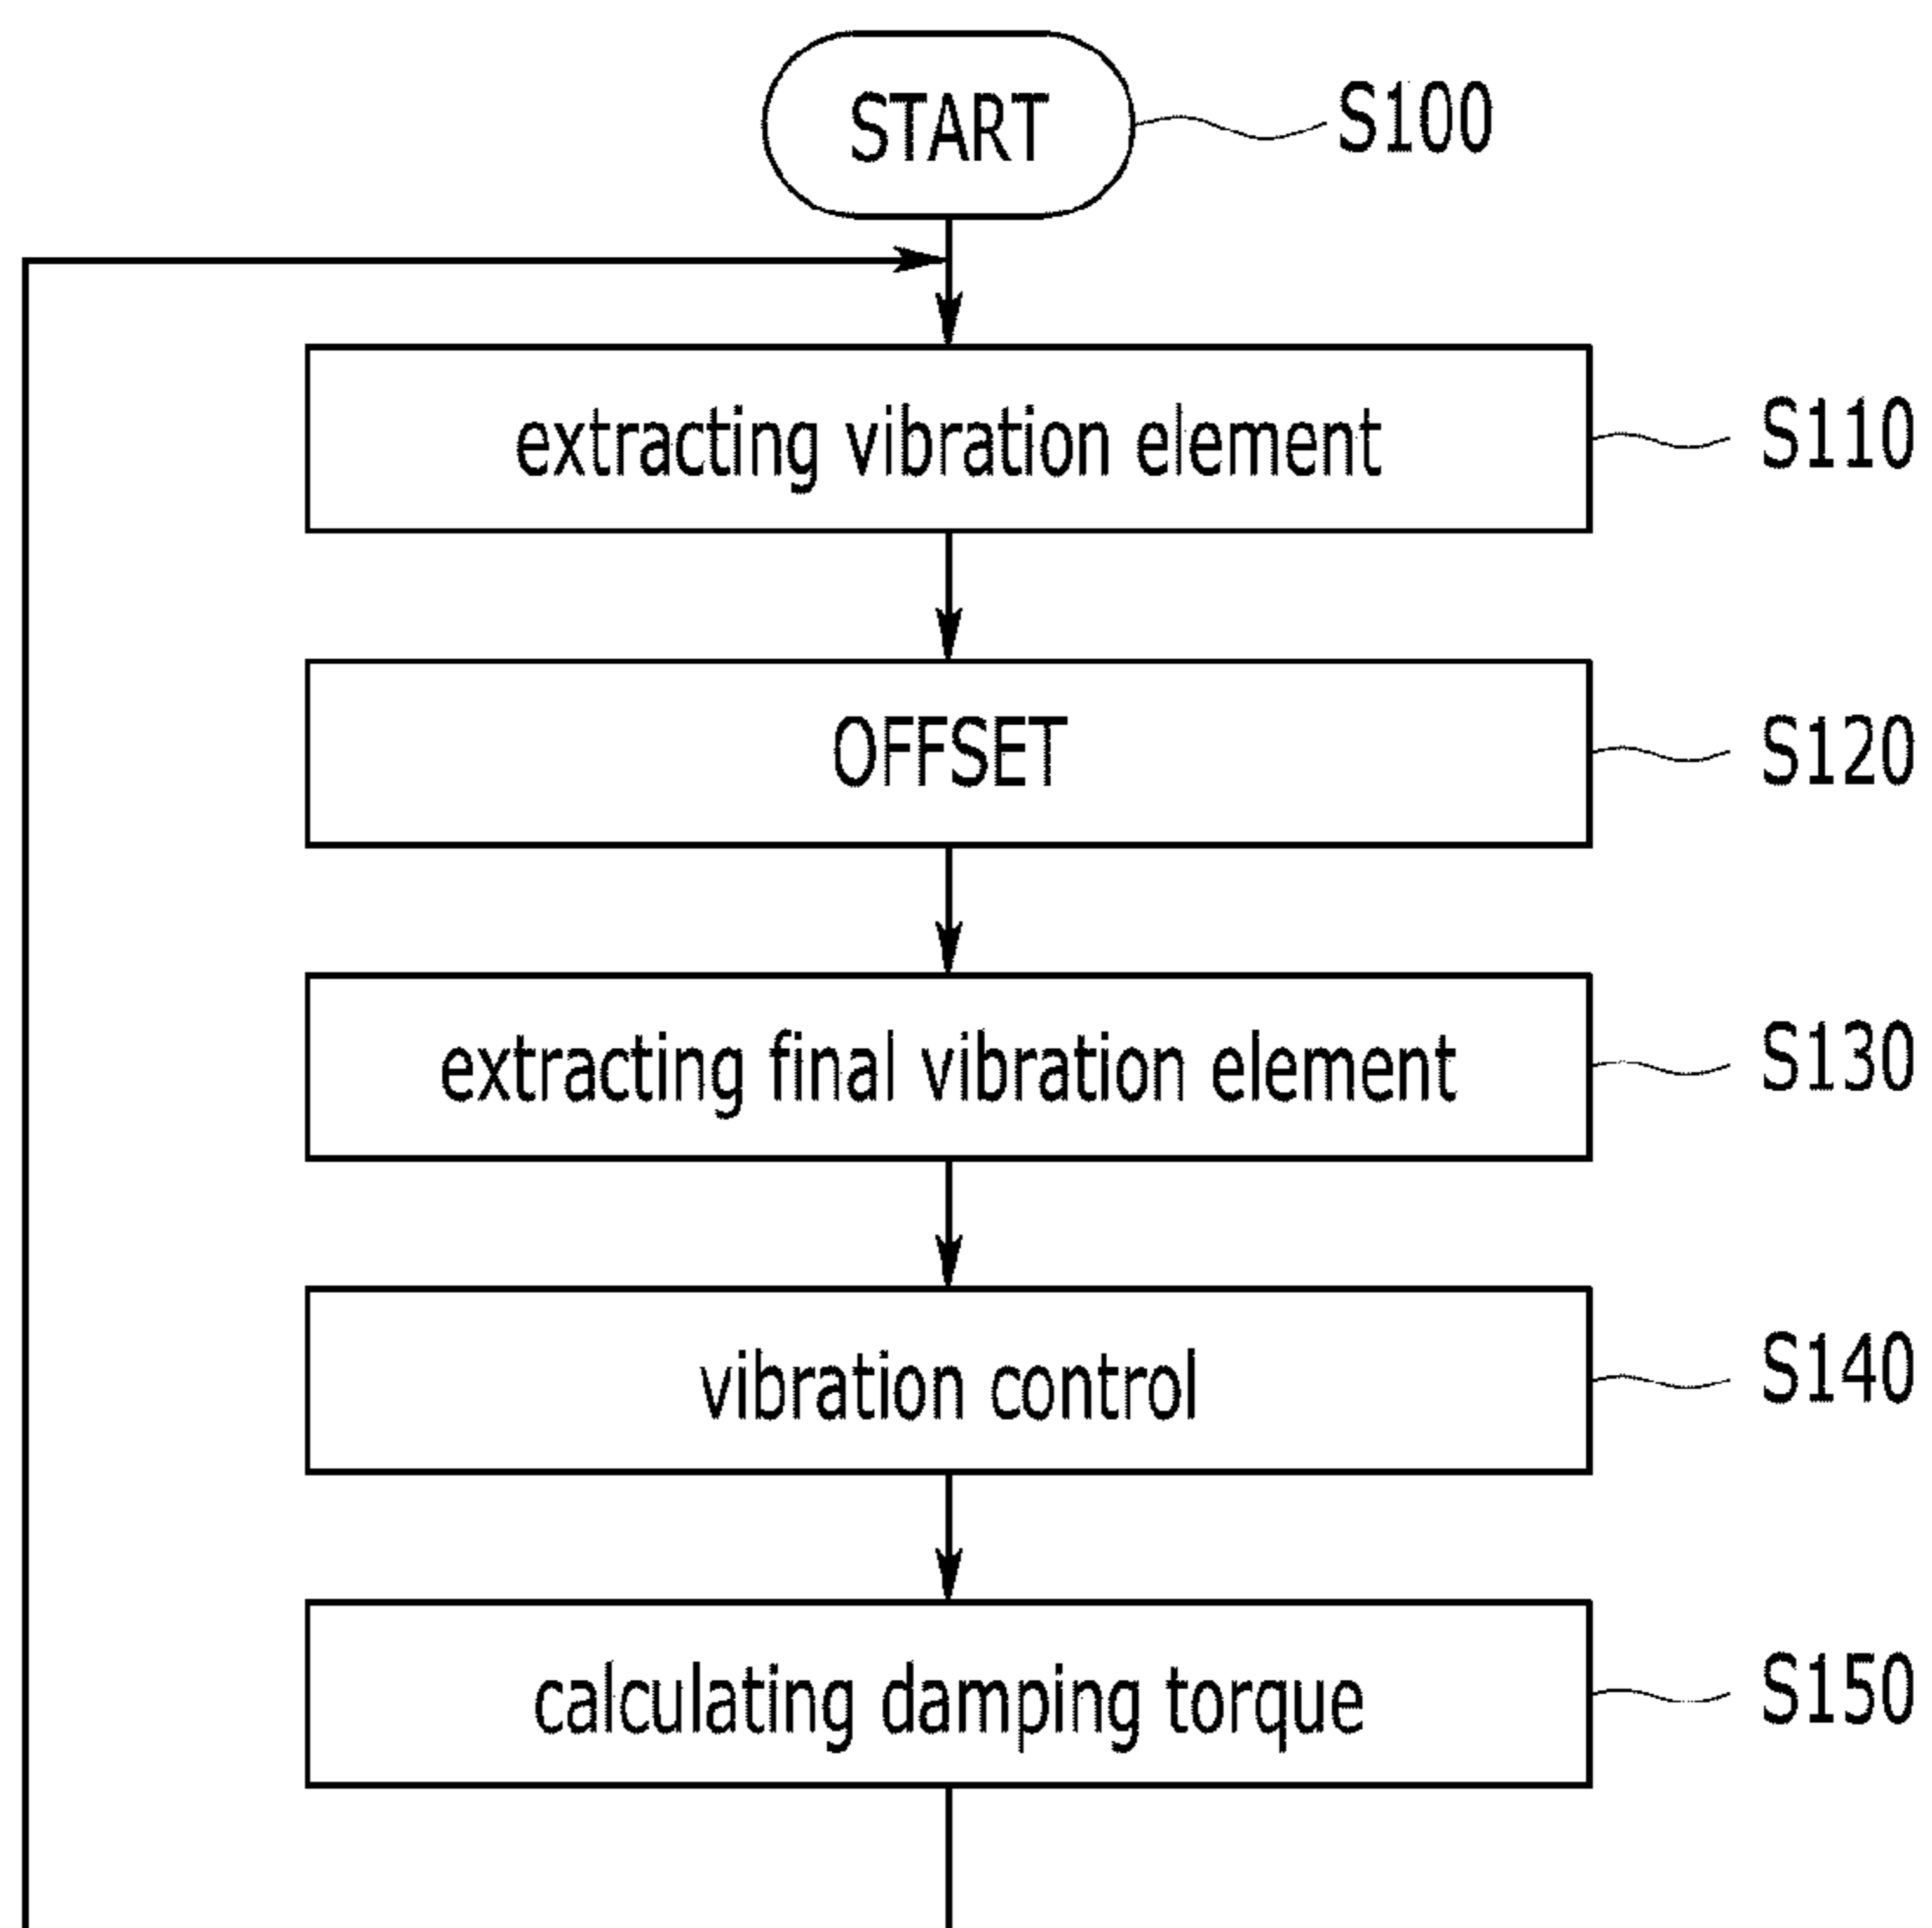 START S100
extracting vibration element S110
OFFSET S120
extracting final vibration element S130
vibration control S140
calculating damping torque S150